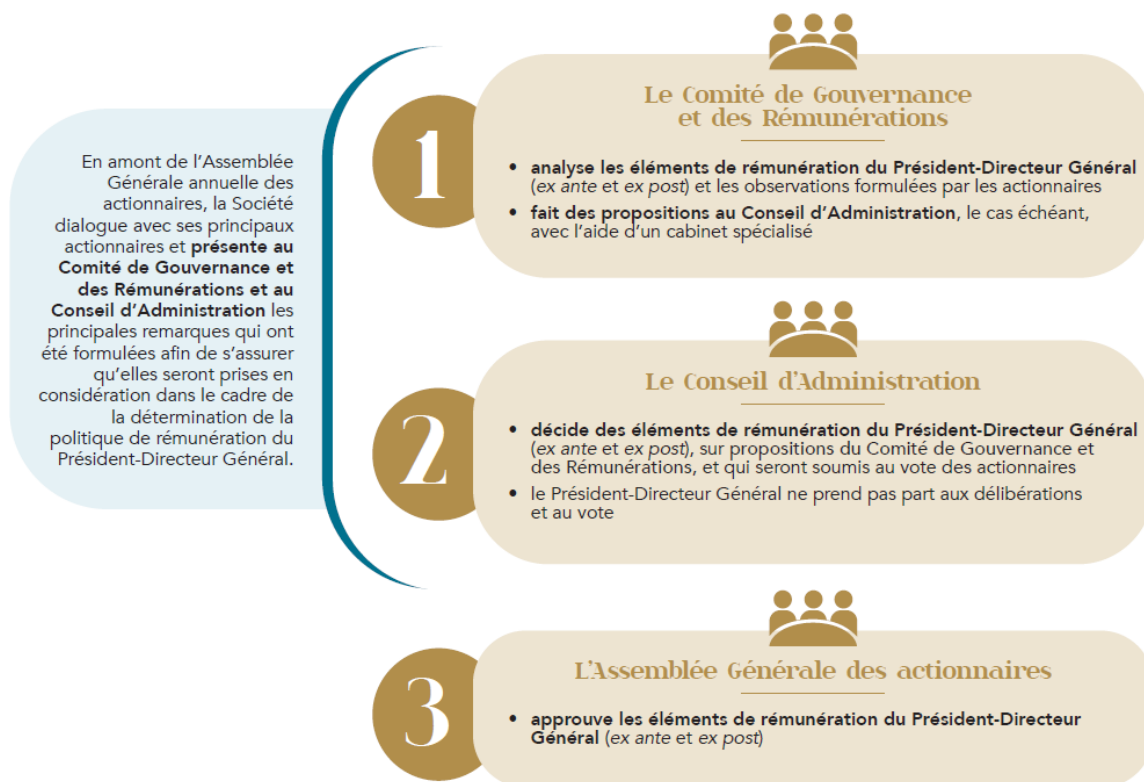 En amont de l’Assemblée
Générale annuelle des
actionnaires, la Société
dialogue avec ses principaux
actionnaires et présente au
Comité de Gouvernance et
des Rémunérations et au
Conseil d’Administration les
principales remarques qui ont
été formulées afin de s’assurer
qu’elles seront prises en
considération dans le cadre de
la détermination de la
politique de rémunération du
Président-Directeur Général.
1
Le Comité de Gouvernance
et des Rémunérations
• analyse les éléments de rémunération du Président-Directeur Général
(ex ante et ex post) et les observations formulées par les actionnaires
• fait des propositions au Conseil d’Administration, le cas échéant,
avec l’aide d’un cabinet spécialisé
2
Le Conseil d’Administration
• décide des éléments de rémunération du Président-Directeur Général
(ex ante et ex post), sur propositions du Comité de Gouvernance et
des Rémunérations, et qui seront soumis au vote des actionnaires
• le Président-Directeur Général ne prend pas part aux délibérations
et au vote
3
L’Assemblée Générale des actionnaires
• approuve les éléments de rémunération du Président-Directeur
Général (ex ante et ex post)